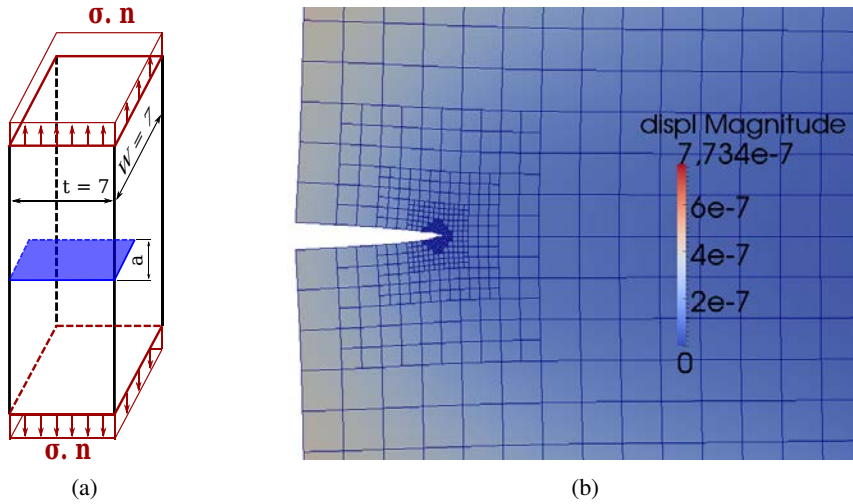 σ. n
W = 7
t = 7
a
σ. n
(a)
displ Magnitude
7,734e-7
6e-7
4e-7
2e-7
0
(b)